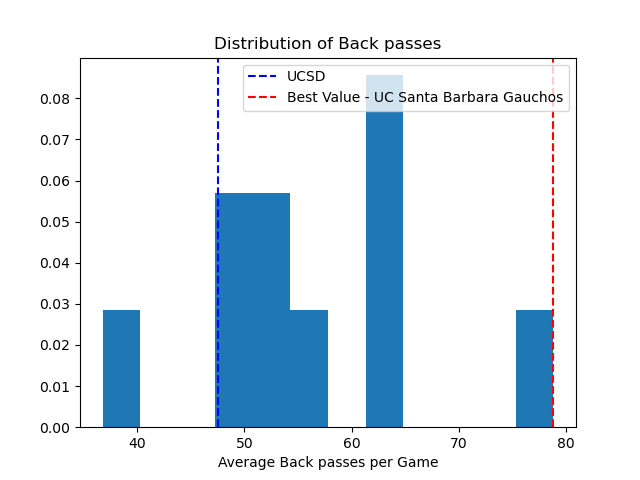 Distribution of Back passes
UCSD
Best Value - UC Santa Barbara Gauchos
0.08
0.07
0.06
0.05
0.04
0.03
0.02
0.01
0.00
40 50 60 70 80
Average Back passes per Game